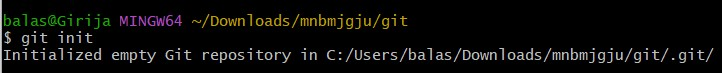 balas@Girija MINGW64 ~/Downloads/mnbmjgju/git
$ git init
Initialized empty Git repository in C:/Users/balas/Downloads/mnbmjgju/git/.git/